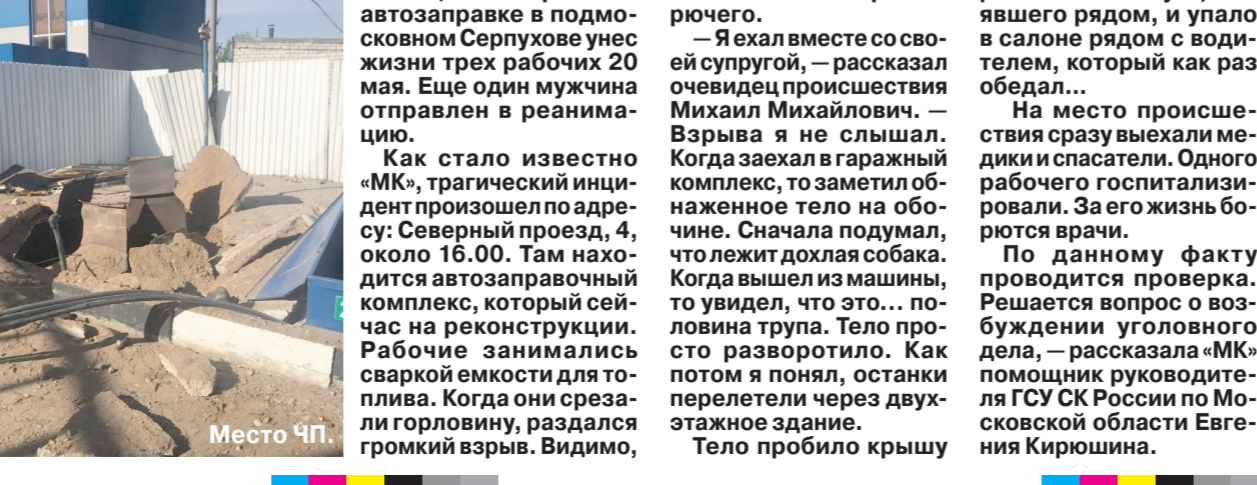 Место ЧП.
автозаправке в подмо-
сковном Серпухове унес
жизни трех рабочих 20
мая. Еще один мужчина
отправлен в реанима-
цию.
Как стало известно
«МК», трагический инци-
дент произошел по адре-
су: Северный проезд, 4,
около 16.00. Там нахо-
дится автозаправочный
комплекс, который сей-
час на реконструкции.
Рабочие занимались
сваркой емкости для то-
плива. Когда они среза-
ли горловину, раздался
громкий взрыв. Видимо,
рючего.
— Я ехал вместе со сво-
ей супругой, — рассказал
очевидец происшествия
Михаил Михайлович. —
Взрыва я не слышал.
Когда заехал в гаражный
комплекс, то заметил об-
наженное тело на обо-
чине. Сначала подумал,
что лежит дохлая собака.
Когда вышел из машины,
то увидел, что это... по-
ловина трупа. Тело про-
сто разворотило. Как
потом я понял, останки
перелетели через двух-
этажное здание.
Тело пробило крышу
явшего рядом, и упало
в салоне рядом с води-
телем, который как раз
обедал...
На место происше-
ствия сразу выехали ме-
дики и спасатели. Одного
рабочего госпитализи-
ровали. За его жизнь бо-
рются врачи.
По данному факту
проводится проверка.
Решается вопрос о воз-
буждении уголовного
дела, — рассказала «МК»
помощник руководите-
ля ГСУ СК России по Мо-
сковской области Евге-
ния Кирюшина.